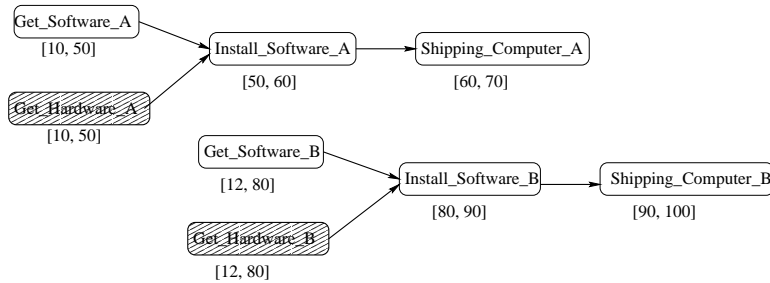 Get_Software_A
[10, 50]
Install_Software_A
[50, 60]
Shipping_Computer_A
[60, 70]
Get_Hardware_A
[10, 50]
Get_Software_B
[12, 80]
Install_Software_B
[80, 90]
Shipping_Computer_B
[90, 100]
Get_Hardware_B
[12, 80]